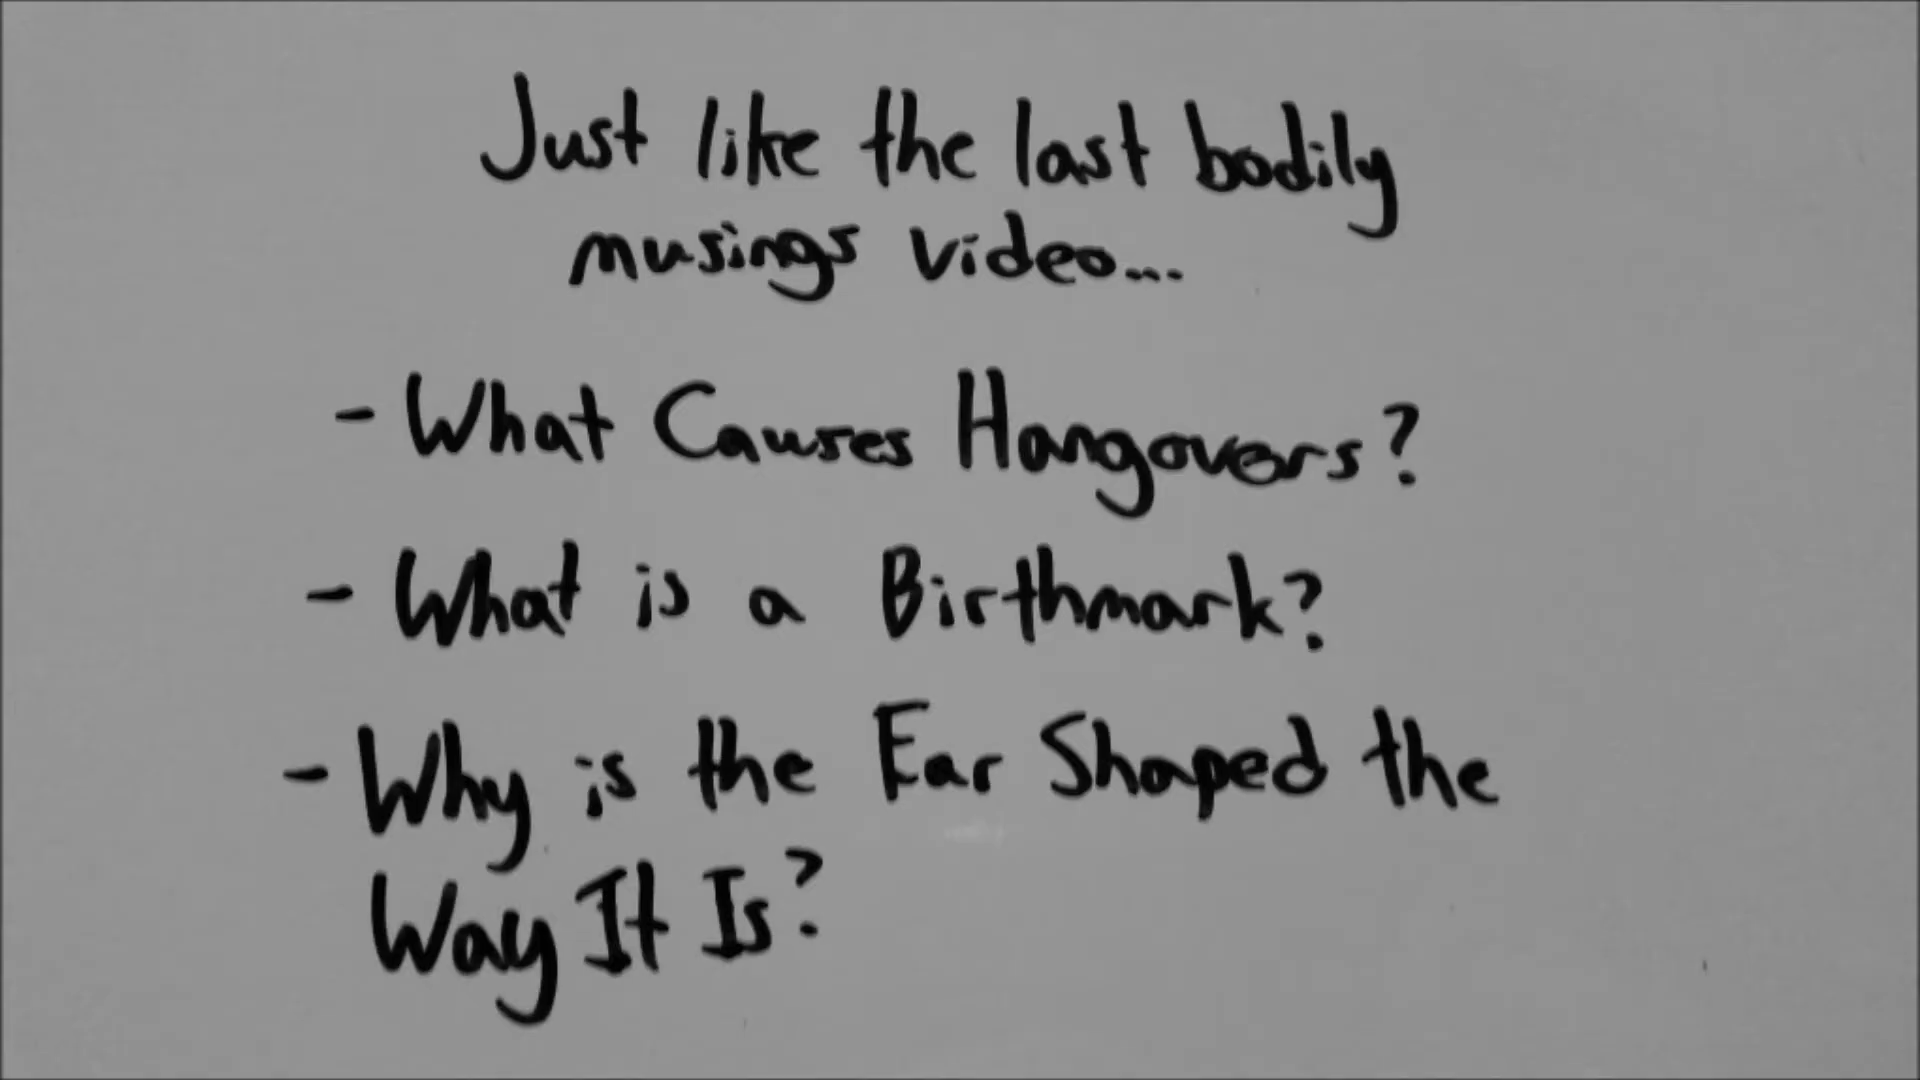 Just like the last bodily
musings video...
- What Causes Hangovers?
- What is a Birthmark?
- Why is the Ear Shaped the
Way It Is?